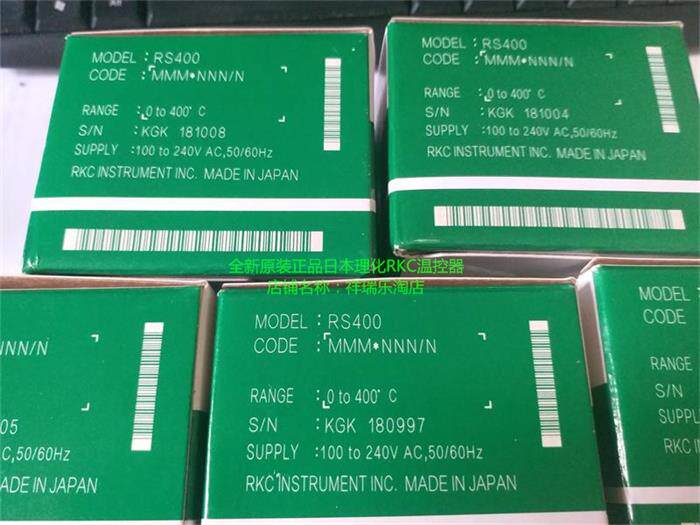 MODEL : RS400
CODE : MMM*NNN/N
RANGE : 0 to 400° C
S/N : KGK 181008
SUPPLY : 100 to 240V AC,50/60Hz
RKC INSTRUMENT INC. MADE IN JAPAN
MODEL : RS400
CODE : MMM*NNN/N
RANGE : 0 to 400° C
S/N : KGK 181004
SUPPLY :100 to 240V AC,50/60Hz
RKC INSTRUMENT INC. MADE IN JAPAN
全新原装正品日本理化RKC温控器
店铺名称：祥瑞乐淘店
NNN/N
05
AC,50/60Hz
ADE IN JAPAN
MODEL : RS400
CODE : MMM*NNN/N
RANGE : 0 to 400° C
S/N : KGK 180997
SUPPLY : 100 to 240V AC,50/60Hz
RKC INSTRUMENT INC. MADE IN JAPAN
MODEL
CODE
RANGE
S/N
SUPPL
RKC IN